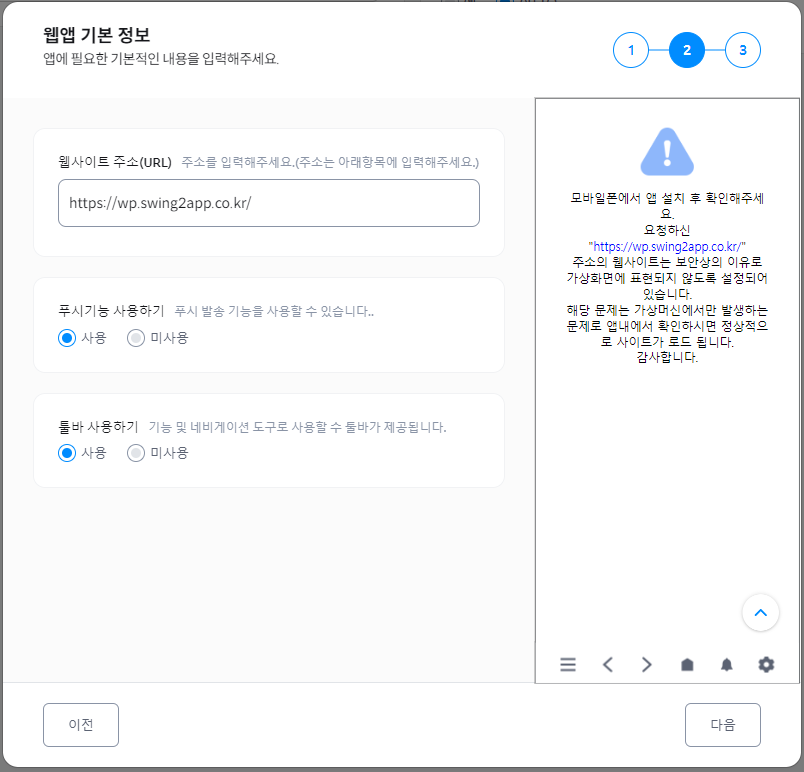 웹앱 기본 정보
앱에 필요한 기본적인 내용을 입력해주세요.
1
2
3
웹사이트 주소(URL) 주소를 입력해주세요.(주소는 아래항목에 입력해주세요.)
https://wp.swing2app.co.kr/
푸시기능 사용하기 푸시 발송 기능을 사용할 수 있습니다..
사용 미사용
툴바 사용하기 기능 및 네비게이션 도구로 사용할 수 툴바가 제공됩니다.
사용 미사용
모바일폰에서 앱 설치 후 확인해주세
요.
요청하신
"https://wp.swing2app.co.kr/"
주소의 웹사이트는 보안상의 이유로
가상화면에 표현되지 않도록 설정되어
있습니다.
해당 문제는 가상머신에서만 발생하는
문제로 앱내에서 확인하시면 정상적으
로 사이트가 로드 됩니다.
감사합니다.
이전
다음